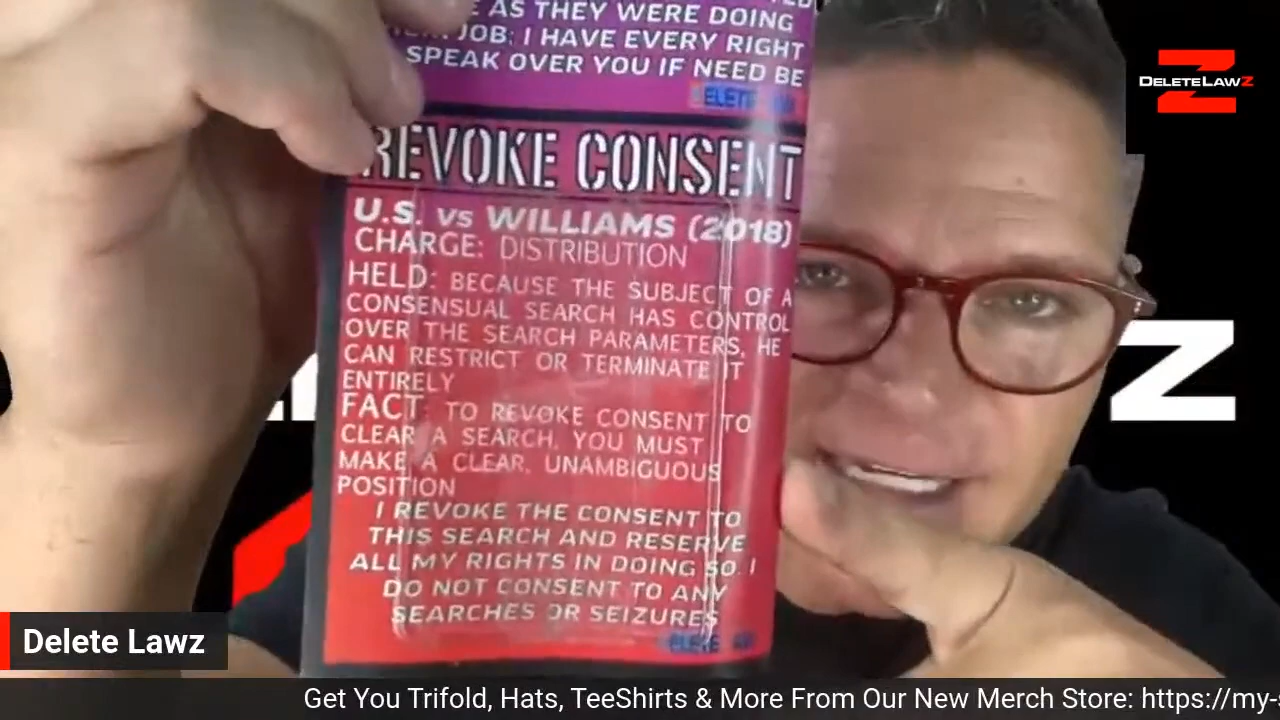 AS THEY WERE DOING
JOB: I HAVE EVERY RIGHT
SPEAK OVER YOU IF NEED BE
REVOKE CONSENT
U.S. vs WILLIAMS (2018)
CHARGE: DISTRIBUTION
HELD: BECAUSE THE SUBJECT OF A
CONSENSUAL SEARCH HAS CONTROL
OVER THE SEARCH PARAMETERS, HE
CAN RESTRICT OR TERMINATE IT
ENTIRELY
FACT: TO REVOKE CONSENT TO
CLEAR A SEARCH, YOU MUST
MAKE A CLEAR, UNAMBIGUOUS
POSITION
I REVOKE THE CONSENT TO
THIS SEARCH AND RESERVE
ALL MY RIGHTS IN DOING SO. I
DO NOT CONSENT TO ANY
SEARCHES OR SEIZURES
DELETELAWZ
Z
Delete Lawz
Get You Trifold, Hats, TeeShirts & More From Our New Merch Store: https://my-s